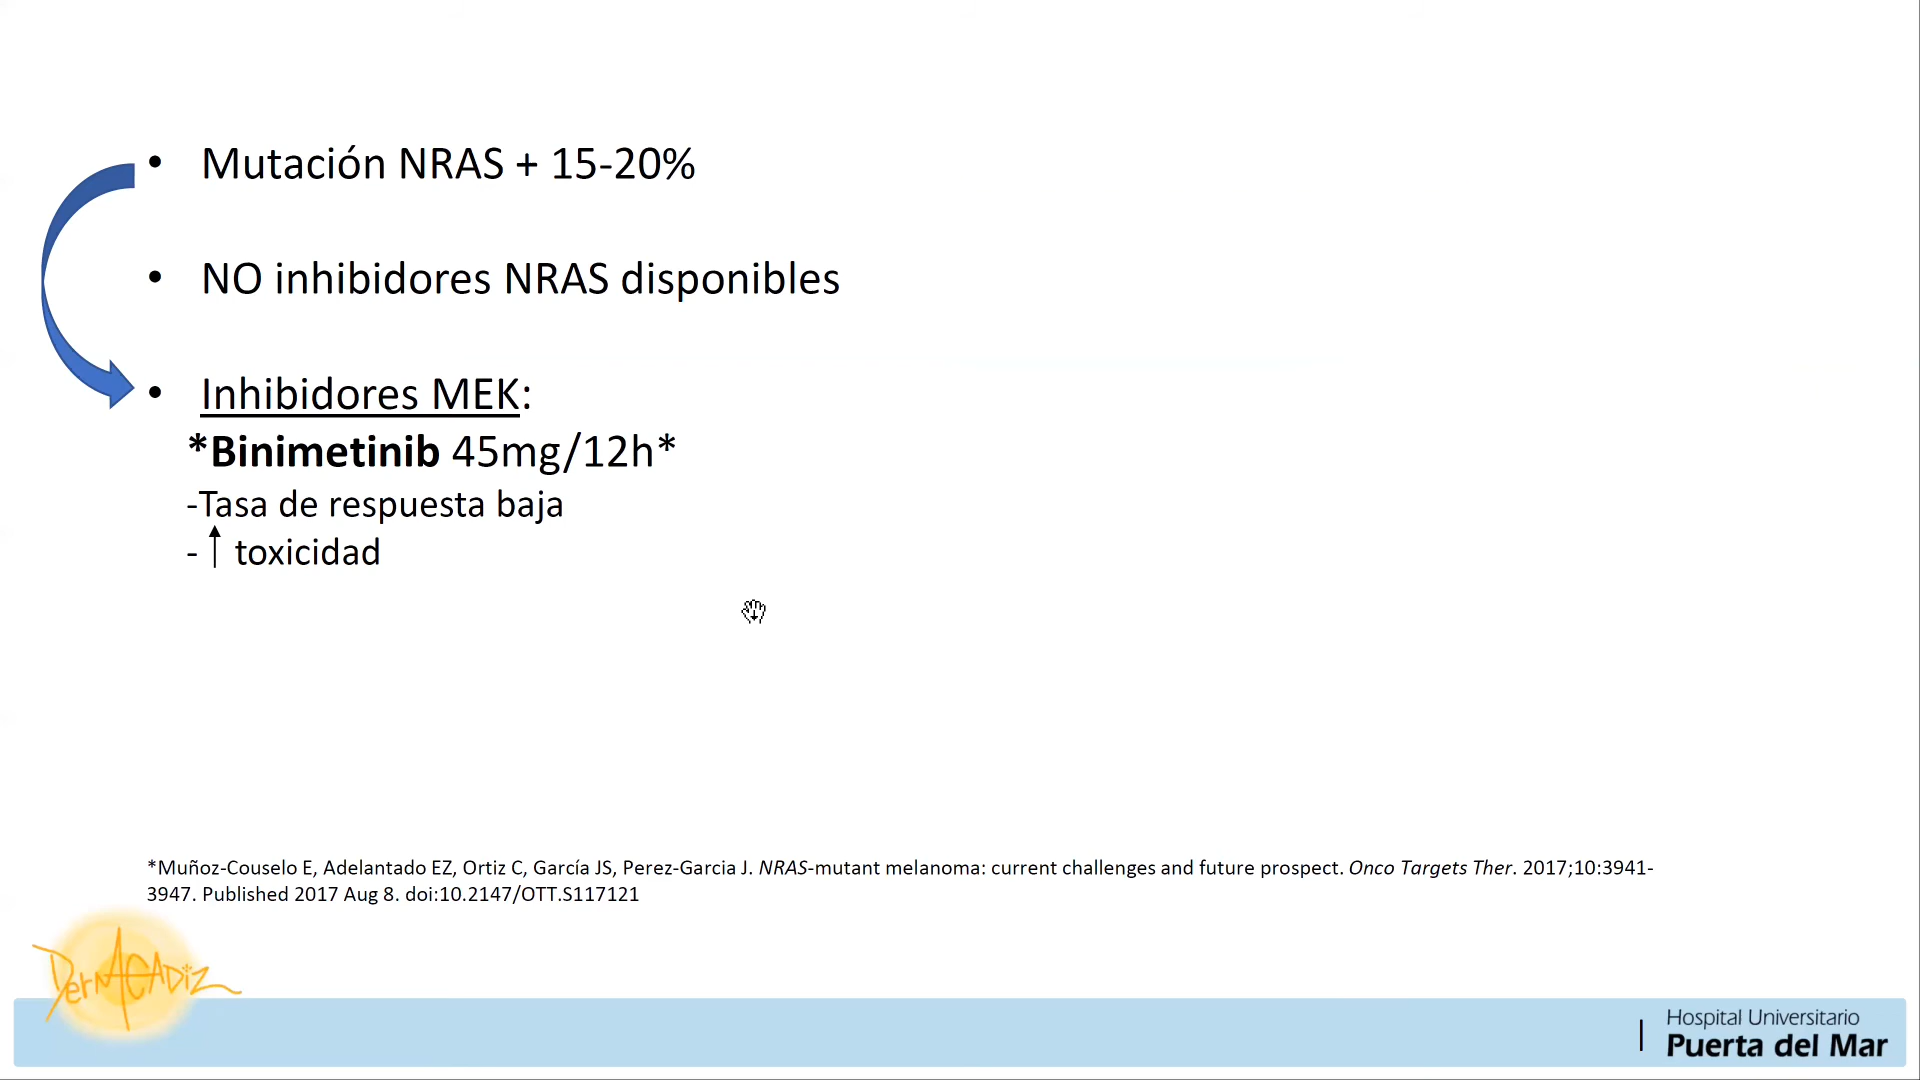 • Mutación NRAS + 15-20%
• NO inhibidores NRAS disponibles
• Inhibidores MEK:
*Binimetinib 45mg/12h*
-Tasa de respuesta baja
-↑ toxicidad
*Muñoz-Couselo E, Adelantado EZ, Ortiz C, García JS, Perez-Garcia J. NRAS-mutant melanoma: current challenges and future prospect. Onco Targets Ther. 2017;10:3941-
3947. Published 2017 Aug 8. doi:10.2147/OTT.S117121
DermACADiz
Hospital Universitario
Puerta del Mar